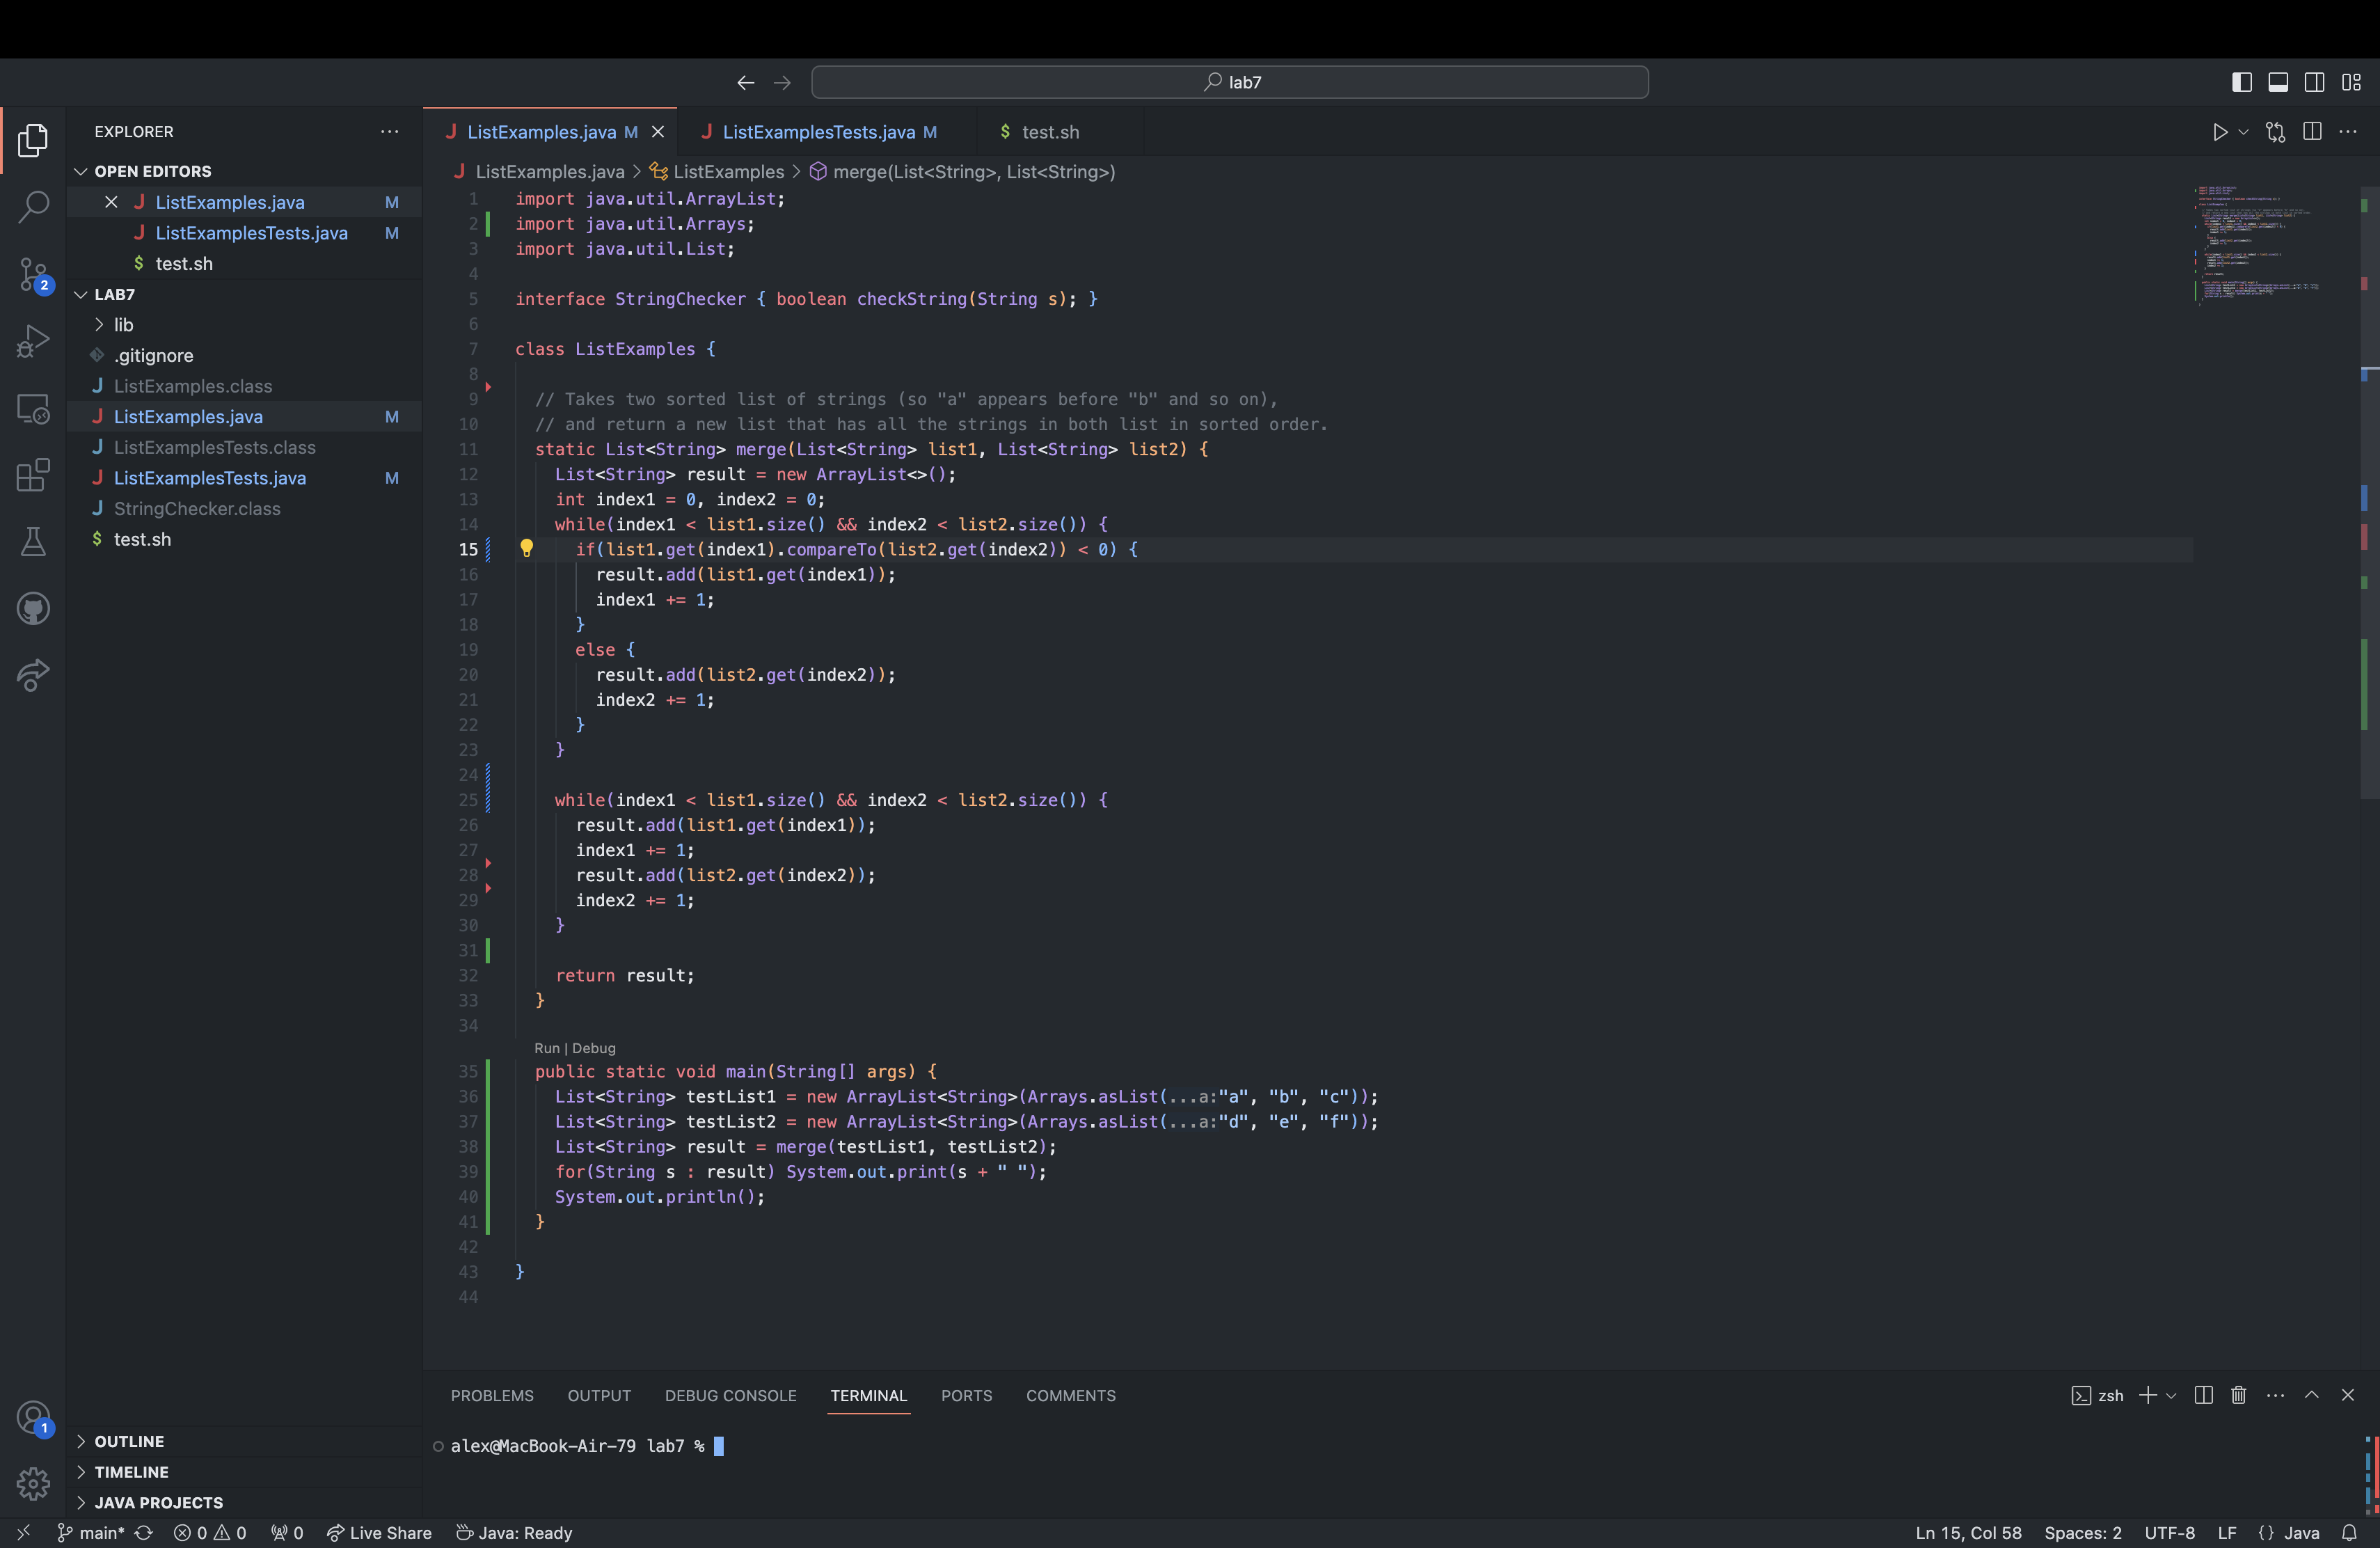 lab7
EXPLORER
OPEN EDITORS
ListExamples.java M
ListExamplesTests.java M
$ test.sh
LAB7
lib
.gitignore
ListExamples.class
ListExamples.java M
ListExamplesTests.class
ListExamplesTests.java M
StringChecker.class
$ test.sh
OUTLINE
TIMELINE
JAVA PROJECTS
2
1
ListExamples.java M
ListExamplesTests.java M
$ test.sh
ListExamples.java > ListExamples > merge(List<String>, List<String>)
1 import java.util.ArrayList;
2 import java.util.Arrays;
3 import java.util.List;
4
5 interface StringChecker { boolean checkString(String s); }
6
7 class ListExamples {
8
9 // Takes two sorted list of strings (so "a" appears before "b" and so on),
10 // and return a new list that has all the strings in both list in sorted order.
11 static List<String> merge(List<String> list1, List<String> list2) {
12 List<String> result = new ArrayList<>();
13 int index1 = 0, index2 = 0;
14 while(index1 < list1.size() && index2 < list2.size()) {
15 if(list1.get(index1).compareTo(list2.get(index2)) < 0) {
16 result.add(list1.get(index1));
17 index1 += 1;
18 }
19 else {
20 result.add(list2.get(index2));
21 index2 += 1;
22 }
23 }
24
25 while(index1 < list1.size() && index2 < list2.size()) {
26 result.add(list1.get(index1));
27 index1 += 1;
28 result.add(list2.get(index2));
29 index2 += 1;
30 }
31
32 return result;
33 }
34
Run | Debug
35 public static void main(String[] args) {
36 List<String> testList1 = new ArrayList<String>(Arrays.asList(...a:"a", "b", "c"));
37 List<String> testList2 = new ArrayList<String>(Arrays.asList(...a:"d", "e", "f"));
38 List<String> result = merge(testList1, testList2);
39 for(String s : result) System.out.print(s + " ");
40 System.out.println();
41 }
42
43 }
44
PROBLEMS OUTPUT DEBUG CONSOLE TERMINAL PORTS COMMENTS
zsh
alex@MacBook-Air-79 lab7 %
main* 0 0 0 Live Share Java: Ready
Ln 15, Col 58 Spaces: 2 UTF-8 LF {} Java